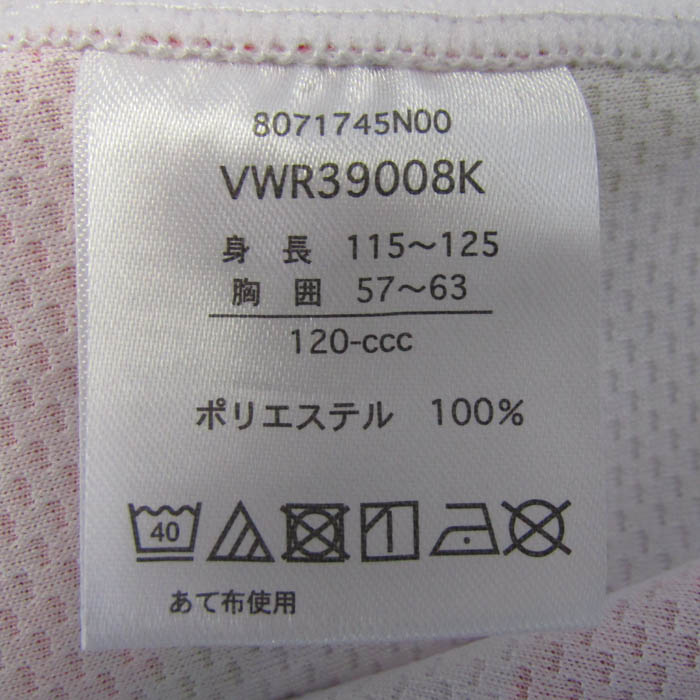 8071745N00
VWR39008K
身長 115~125
胸囲 57~63
120-ccc
ポリエステル 100%
40
あて布使用